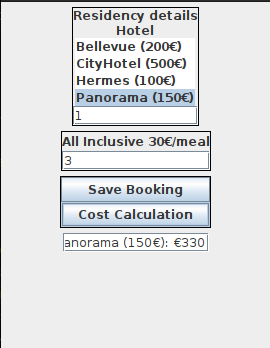 Residency details
Hotel
Bellevue (200€)
CityHotel (500€)
Hermes (100€)
Panorama (150€)
1
All Inclusive 30€/meal
3
Save Booking
Cost Calculation
anorama (150€): €330